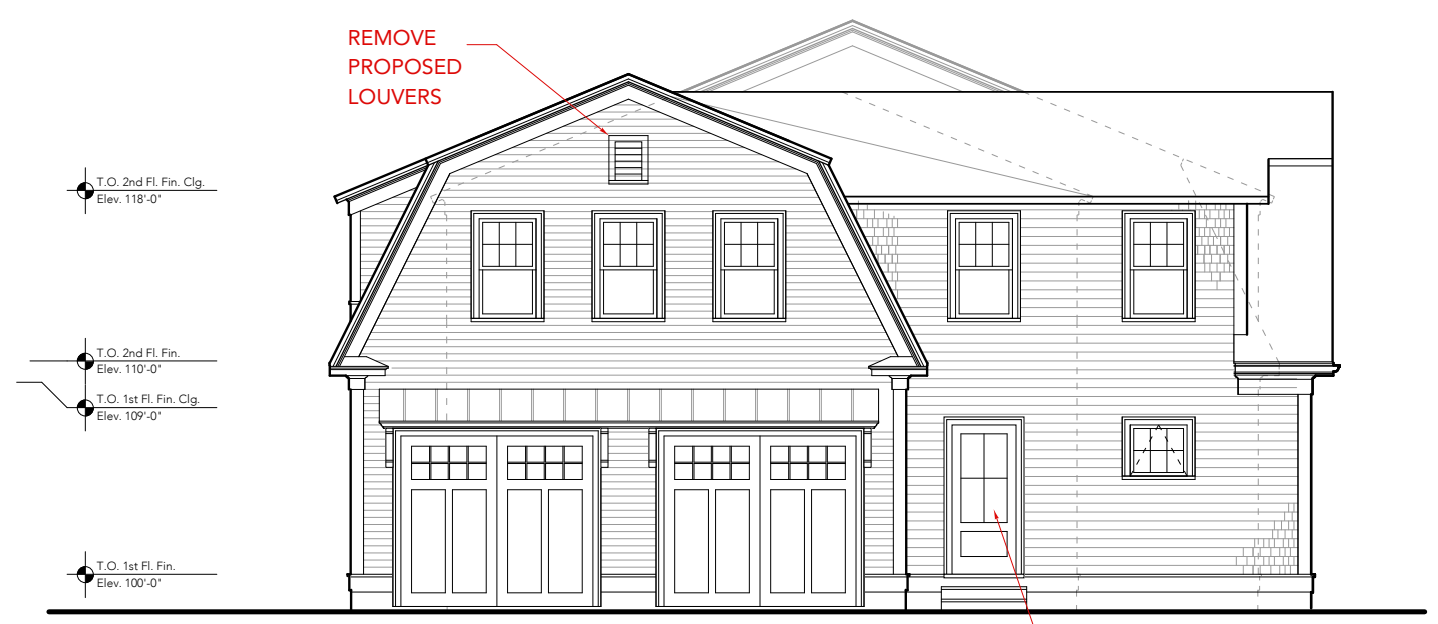 REMOVE
PROPOSED
LOUVERS
T.O. 2nd Fl. Fin. Clg.
Elev. 118'-0"
T.O. 2nd Fl. Fin.
Elev. 110'-0"
T.O. 1st Fl. Fin. Clg.
Elev. 109'-0"
T.O. 1st Fl. Fin.
Elev. 100'-0"